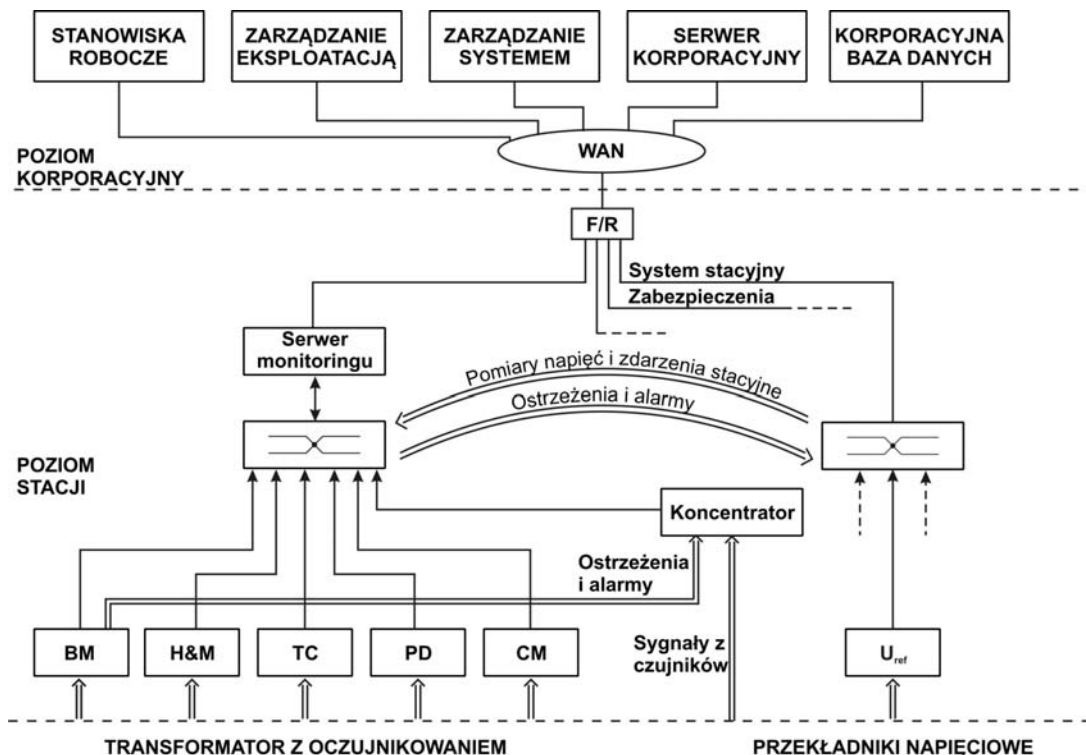 STANOWISKA
ROBOCZE
ZARZĄDZANIE
EKSPLOATACJĄ
ZARZĄDZANIE
SYSTEMEM
SERWER
KORPORACYJNY
KORPORACYJNA
BAZA DANYCH
WAN
POZIOM
KORPORACYJNY
F/R
System stacyjny
Zabezpieczenia
Serwer
monitoringu
Pomiary napięć i zdarzenia stacyjne
Ostrzeżenia i alarmy
POZIOM
STACJI
Koncentrator
Ostrzeżenia
i alarmy
BM
H&M
TC
PD
CM
Sygnały z
czujników
Uref
TRANSFORMATOR Z OCZUJNIKOWANIEM
PRZEKŁADNIKI NAPIĘCIOWE